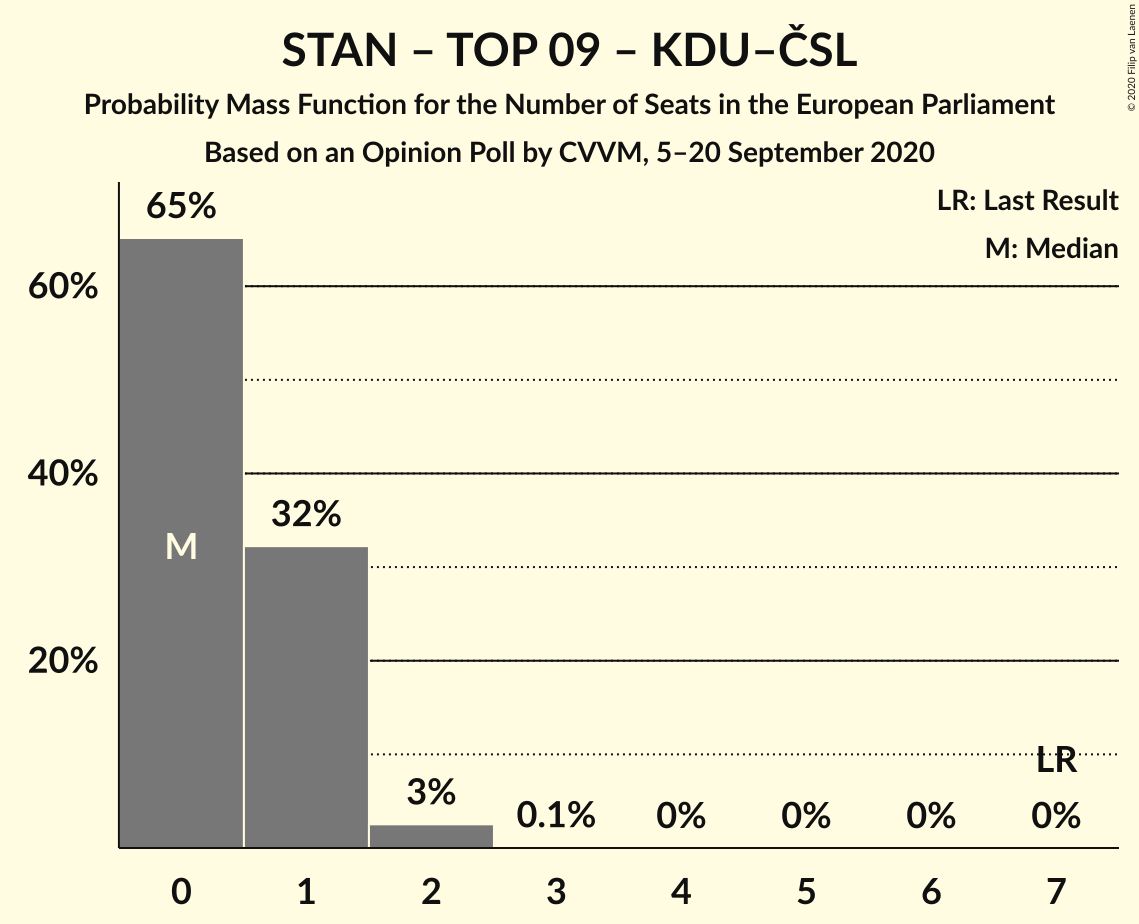 STAN – TOP 09 – KDU–ČSL
Probability Mass Function for the Number of Seats in the European Parliament
Based on an Opinion Poll by CVVM, 5–20 September 2020
© 2020 Filip van Laenen
LR: Last Result
M: Median
65%
60%
40%
32%
M
20%
LR
3%
0.1%
0%
0%
0%
0%
0 1 2 3 4 5 6 7